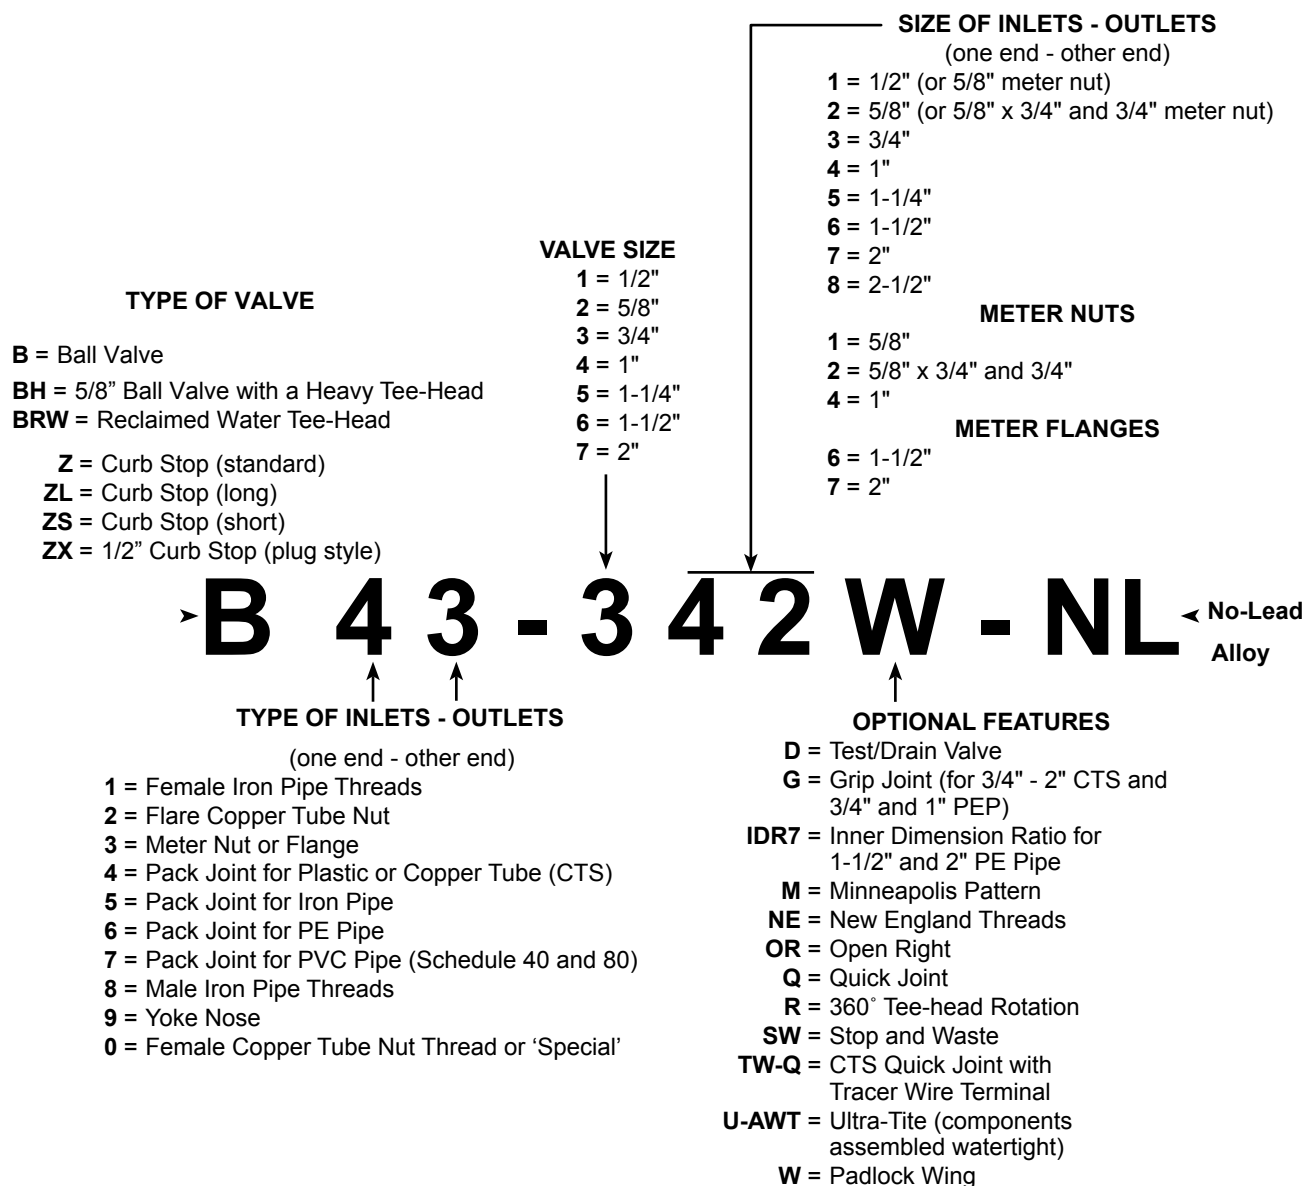 SIZE OF INLETS - OUTLETS
(one end - other end)
1 = 1/2" (or 5/8" meter nut)
2 = 5/8" (or 5/8" x 3/4" and 3/4" meter nut)
3 = 3/4"
4 = 1"
5 = 1-1/4"
6 = 1-1/2"
7 = 2"
8 = 2-1/2"
METER NUTS
1 = 5/8"
2 = 5/8" x 3/4" and 3/4"
4 = 1"
METER FLANGES
6 = 1-1/2"
7 = 2"
VALVE SIZE
1 = 1/2"
2 = 5/8"
3 = 3/4"
4 = 1"
5 = 1-1/4"
6 = 1-1/2"
7 = 2"
TYPE OF VALVE
B = Ball Valve
BH = 5/8” Ball Valve with a Heavy Tee-Head
BRW = Reclaimed Water Tee-Head
Z = Curb Stop (standard)
ZL = Curb Stop (long)
ZS = Curb Stop (short)
ZX = 1/2” Curb Stop (plug style)
B 4 3 - 3 4 2 W - NL
No-Lead
Alloy
TYPE OF INLETS - OUTLETS
(one end - other end)
1 = Female Iron Pipe Threads
2 = Flare Copper Tube Nut
3 = Meter Nut or Flange
4 = Pack Joint for Plastic or Copper Tube (CTS)
5 = Pack Joint for Iron Pipe
6 = Pack Joint for PE Pipe
7 = Pack Joint for PVC Pipe (Schedule 40 and 80)
8 = Male Iron Pipe Threads
9 = Yoke Nose
0 = Female Copper Tube Nut Thread or ‘Special’
OPTIONAL FEATURES
D = Test/Drain Valve
G = Grip Joint (for 3/4" - 2" CTS and
3/4" and 1" PEP)
IDR7 = Inner Dimension Ratio for
1-1/2" and 2" PE Pipe
M = Minneapolis Pattern
NE = New England Threads
OR = Open Right
Q = Quick Joint
R = 360˚ Tee-head Rotation
SW = Stop and Waste
TW-Q = CTS Quick Joint with
Tracer Wire Terminal
U-AWT = Ultra-Tite (components
assembled watertight)
W = Padlock Wing